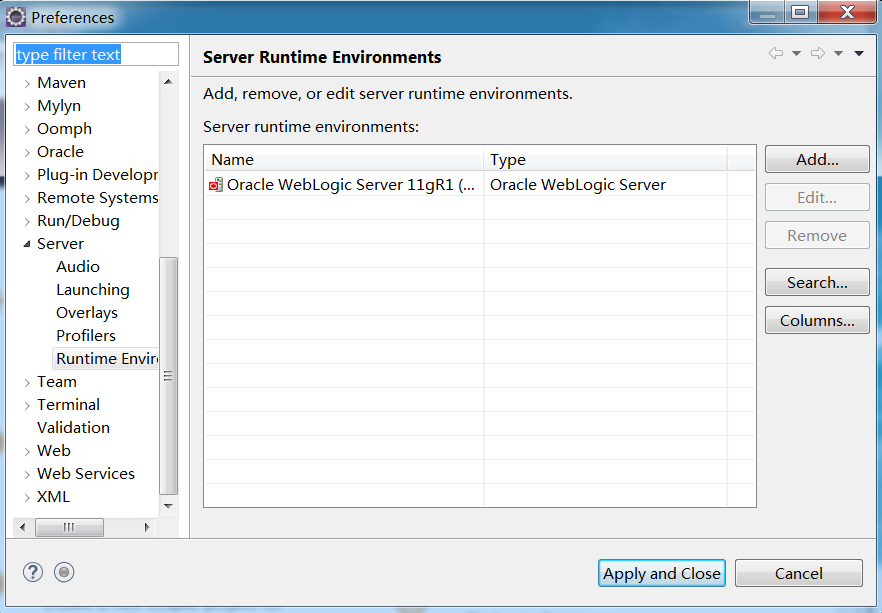 Preferences
type filter text
Maven
Mylyn
Oomph
Oracle
Plug-in Develop
Remote Systems
Run/Debug
Server
Audio
Launching
Overlays
Profilers
Runtime Envir
Team
Terminal
Validation
Web
Web Services
XML
Server Runtime Environments
Add, remove, or edit server runtime environments.
Server runtime environments:
Name Type
Oracle WebLogic Server 11gR1 (... Oracle WebLogic Server
Add...
Edit...
Remove
Search...
Columns...
Apply and Close
Cancel